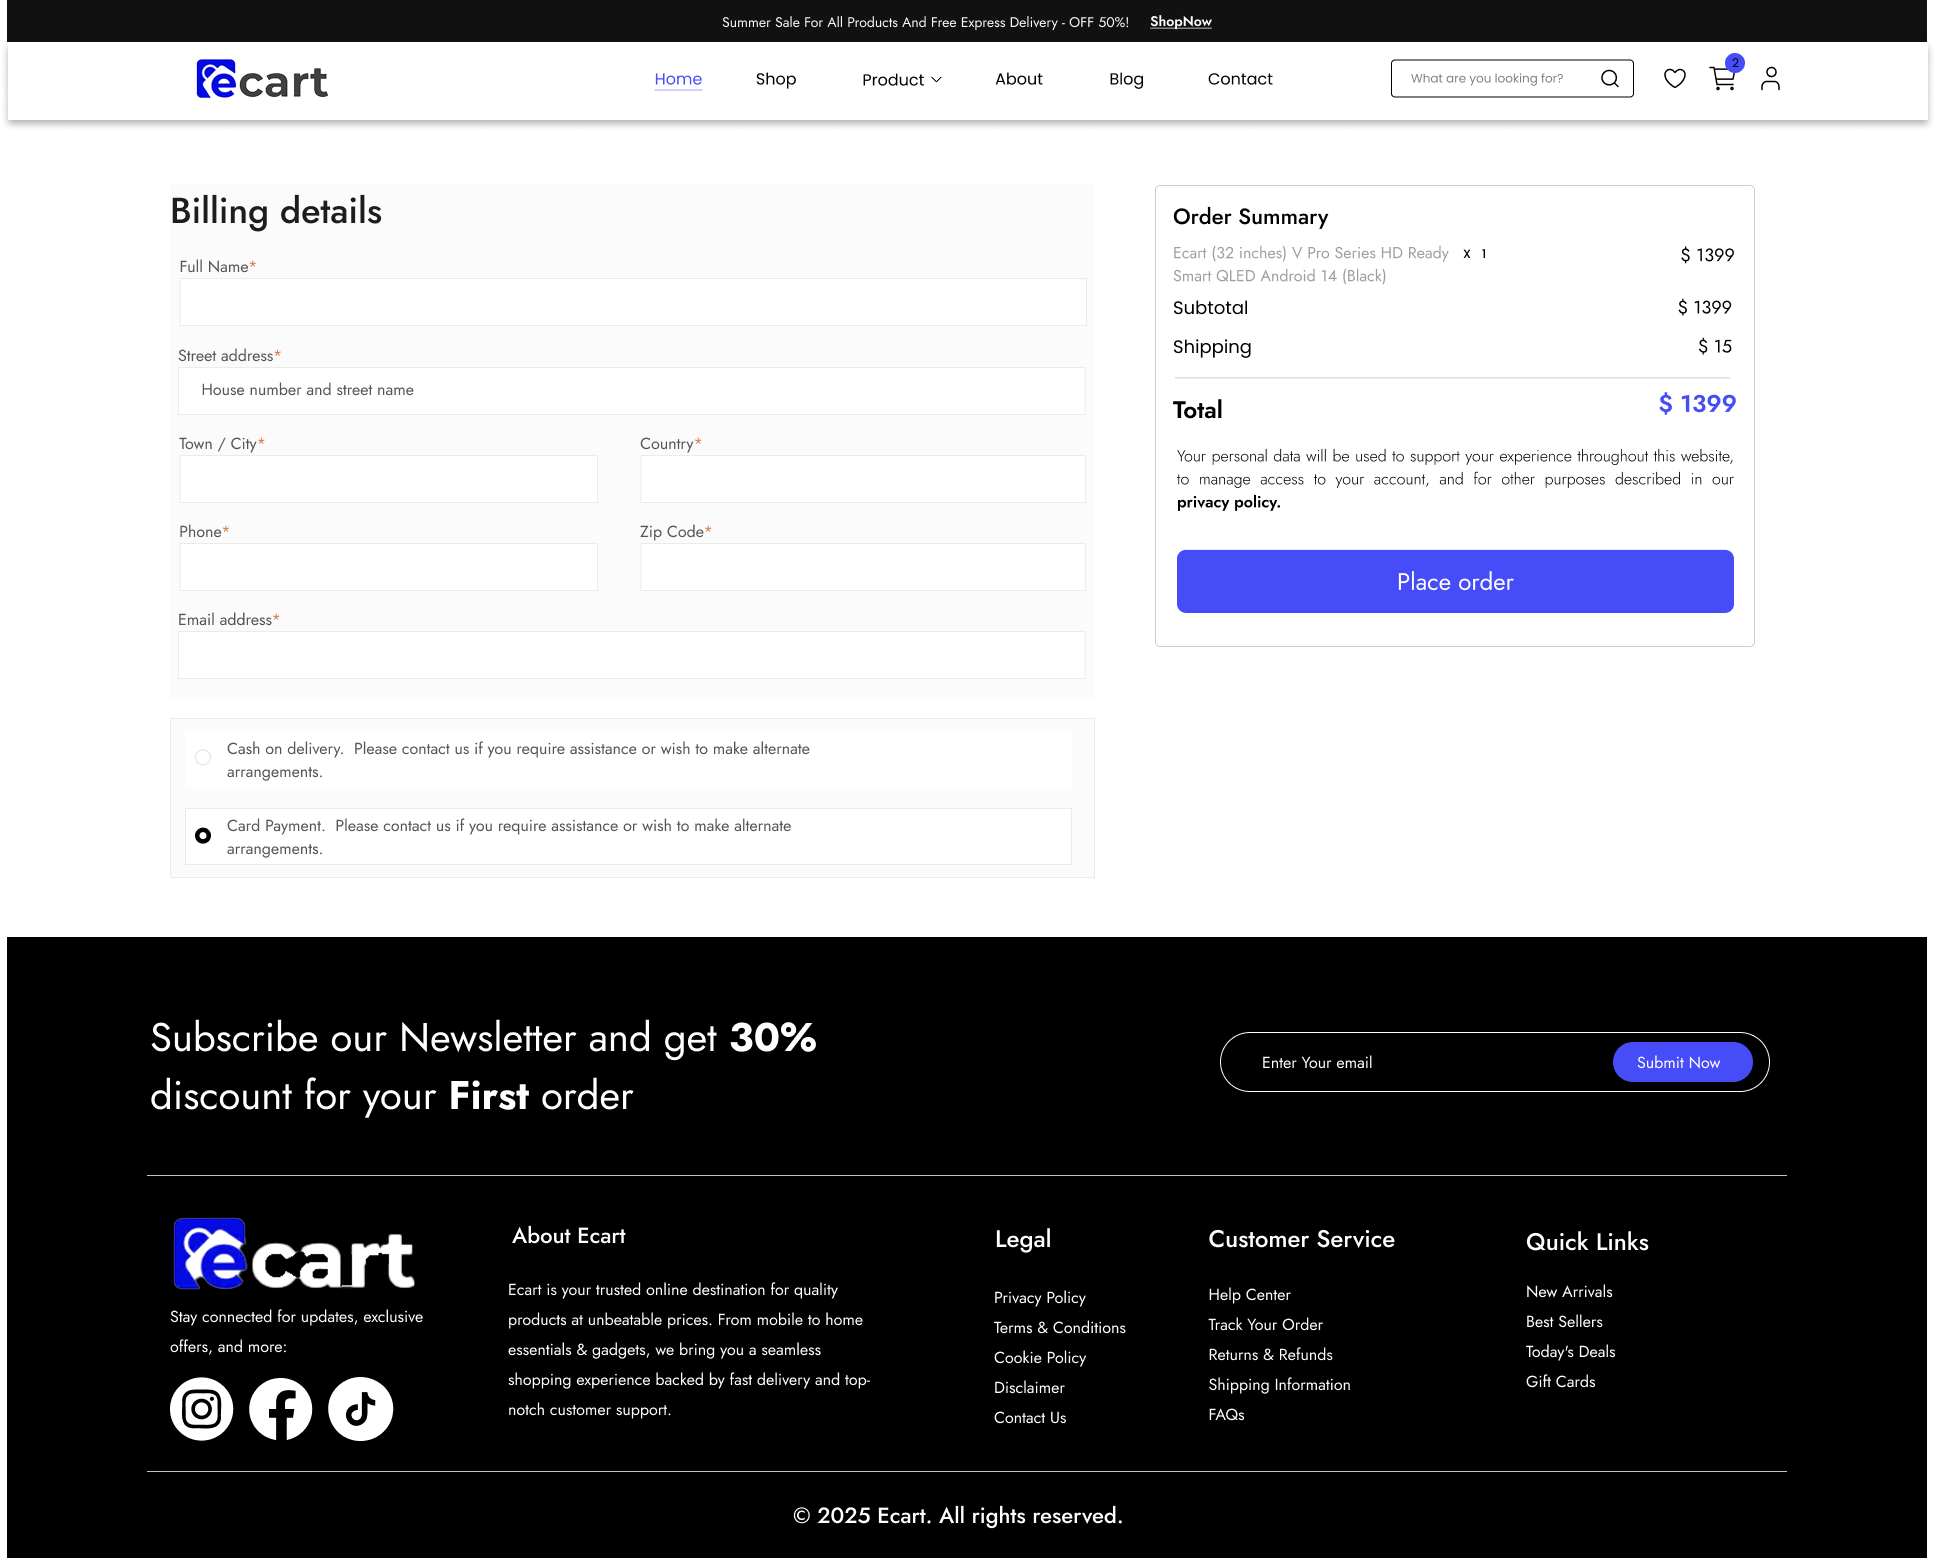 Summer Sale For All Products And Free Express Delivery - OFF 50%! ShopNow
ecart
Home Shop Product About Blog Contact
What are you looking for?
2
Billing details
Full Name*
Street address*
House number and street name
Town / City* Country*
Phone* Zip Code*
Email address*
Cash on delivery. Please contact us if you require assistance or wish to make alternate
arrangements.
Card Payment. Please contact us if you require assistance or wish to make alternate
arrangements.
Order Summary
Ecart (32 inches) V Pro Series HD Ready x 1 $ 1399
Smart QLED Android 14 (Black)
Subtotal $ 1399
Shipping $ 15
Total $ 1399
Your personal data will be used to support your experience throughout this website,
to manage access to your account, and for other purposes described in our
privacy policy.
Place order
Subscribe our Newsletter and get 30%
discount for your First order
Enter Your email Submit Now
ecart
Stay connected for updates, exclusive
offers, and more:
About Ecart
Ecart is your trusted online destination for quality
products at unbeatable prices. From mobile to home
essentials & gadgets, we bring you a seamless
shopping experience backed by fast delivery and top-
notch customer support.
Legal
Privacy Policy
Terms & Conditions
Cookie Policy
Disclaimer
Contact Us
Customer Service
Help Center
Track Your Order
Returns & Refunds
Shipping Information
FAQs
Quick Links
New Arrivals
Best Sellers
Today's Deals
Gift Cards
© 2025 Ecart. All rights reserved.